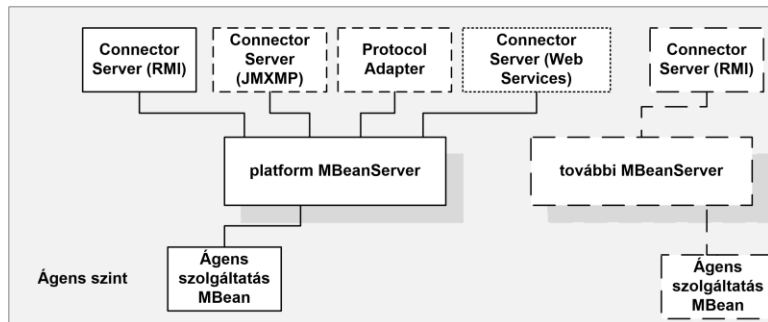 Connector
Server (RMI)
Connector
Server
(JMXMP)
Protocol
Adapter
Connector
Server (Web
Services)
Connector
Server (RMI)
platform MBeanServer
további MBeanServer
Ágens szint
Ágens
szolgáltatás
MBean
Ágens
szolgáltatás
MBean